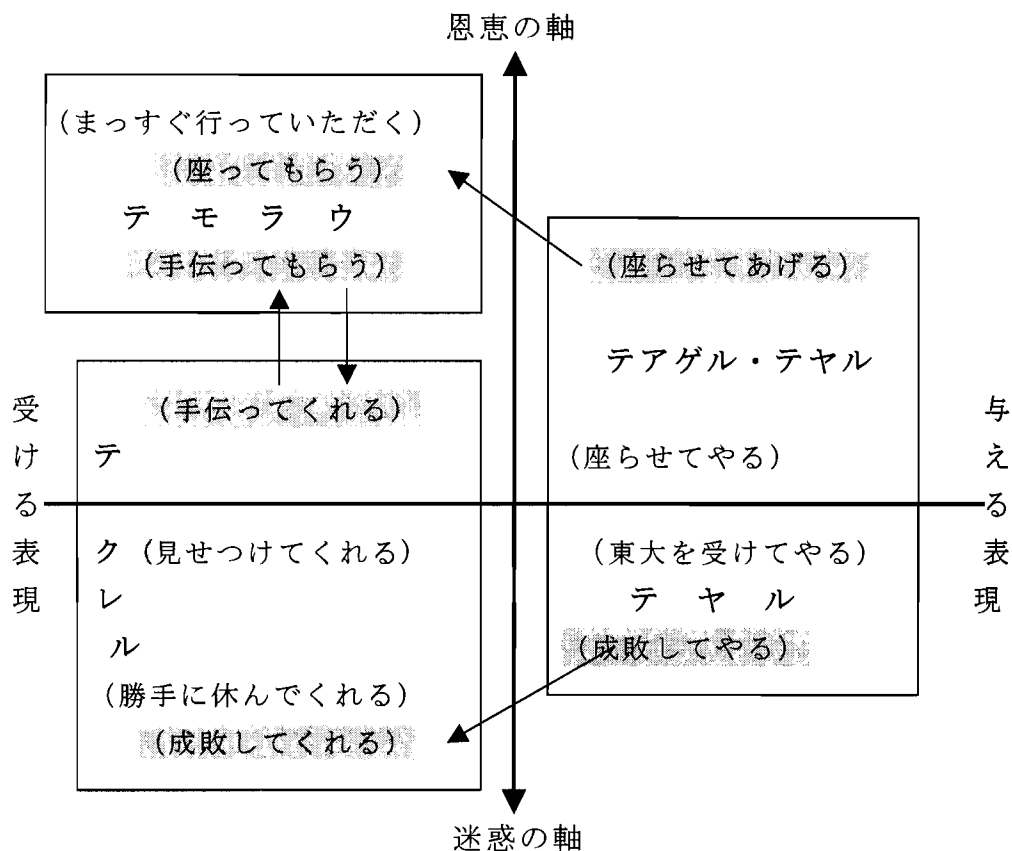 恩恵の軸
(まっすぐ行っていただく)
(座ってもらう)
テモラウ
(手伝ってもらう)
(座らせてあげる)
テアゲル・テヤル
(座らせてやる)
受ける表現
(手伝ってくれる)
テクレル
(見せつけてくれる)
(勝手に休んでくれる)
(成敗してくれる)
与える表現
(東大を受けてやる)
テヤル
(成敗してやる)
迷惑の軸